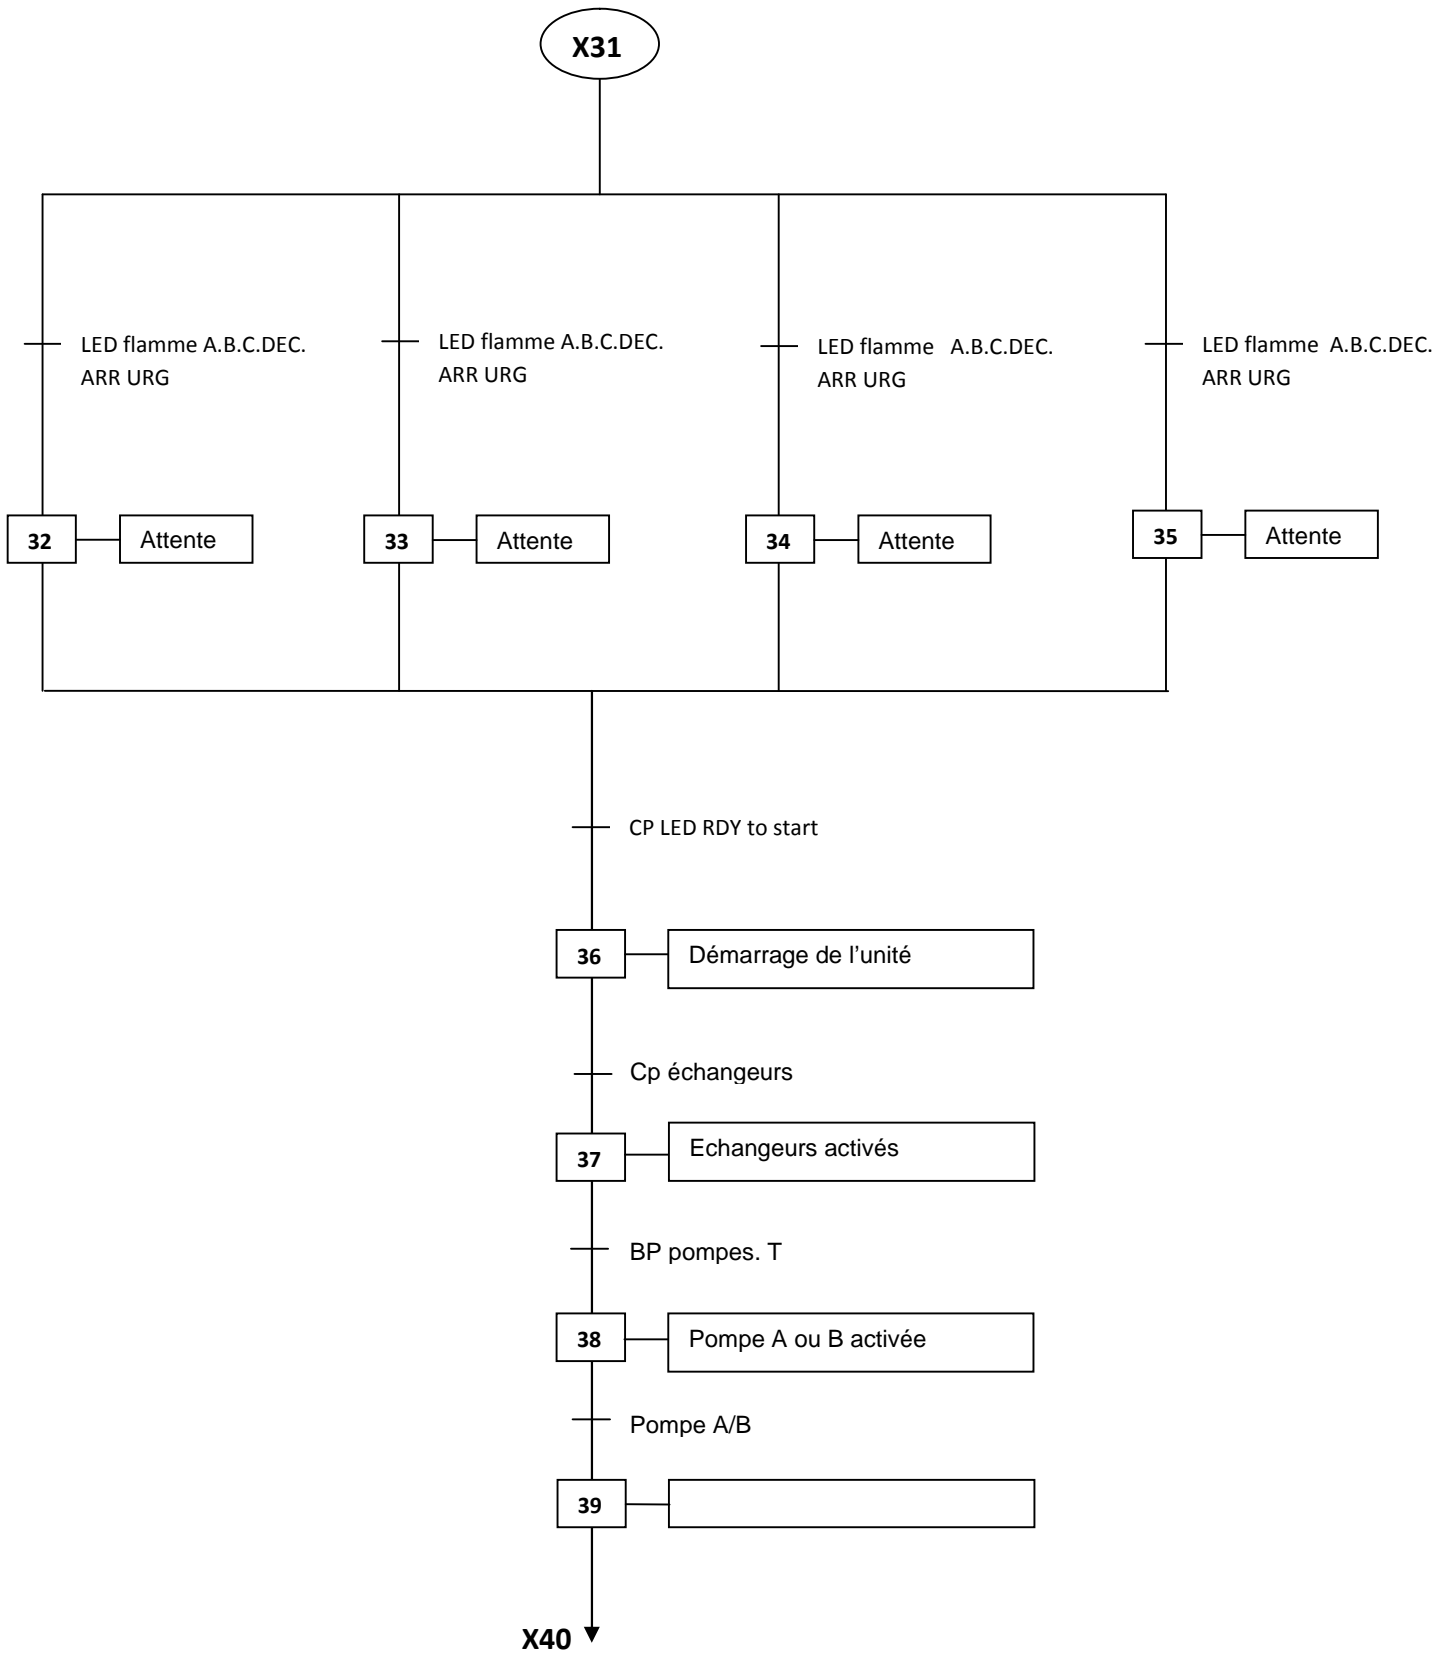 X31
LED flamme A.B.C.DEC.
ARR URG
LED flamme A.B.C.DEC.
ARR URG
LED flamme A.B.C.DEC.
ARR URG
LED flamme A.B.C.DEC.
ARR URG
32 Attente
33 Attente
34 Attente
35 Attente
CP LED RDY to start
36 Démarrage de l’unité
Cp échangeurs
37 Echangeurs activés
BP pompes. T
38 Pompe A ou B activée
Pompe A/B
39
X40